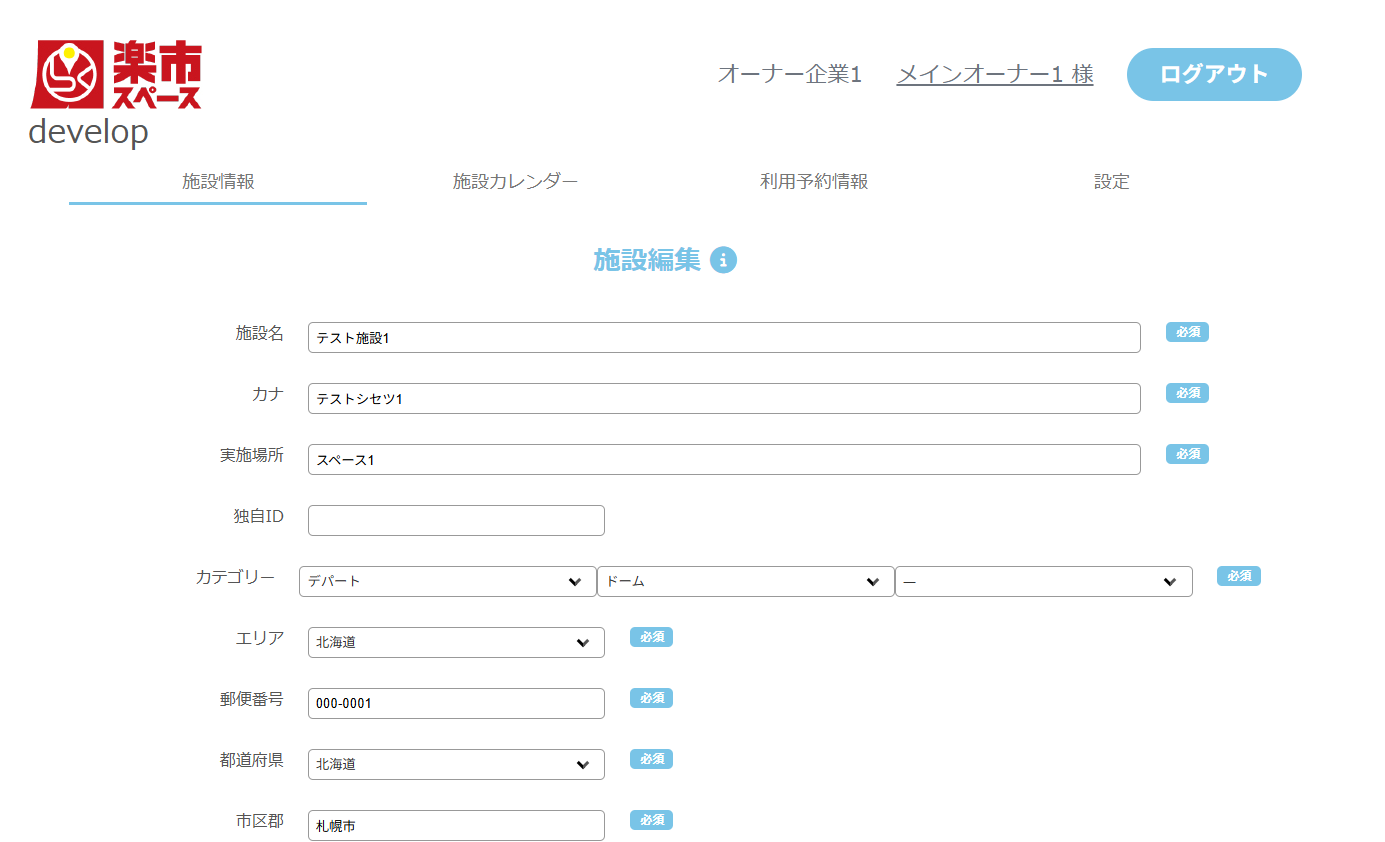 楽市
スペース
develop
オーナー企業1 メインオーナー1 様 ログアウト
施設情報 施設カレンダー 利用予約情報 設定
施設編集 i
施設名 テスト施設1 必須
カナ テストシセツ1 必須
実施場所 スペース1 必須
独自ID
カテゴリー デパート ドーム — 必須
エリア 北海道 必須
郵便番号 000-0001 必須
都道府県 北海道 必須
市区郡 札幌市 必須